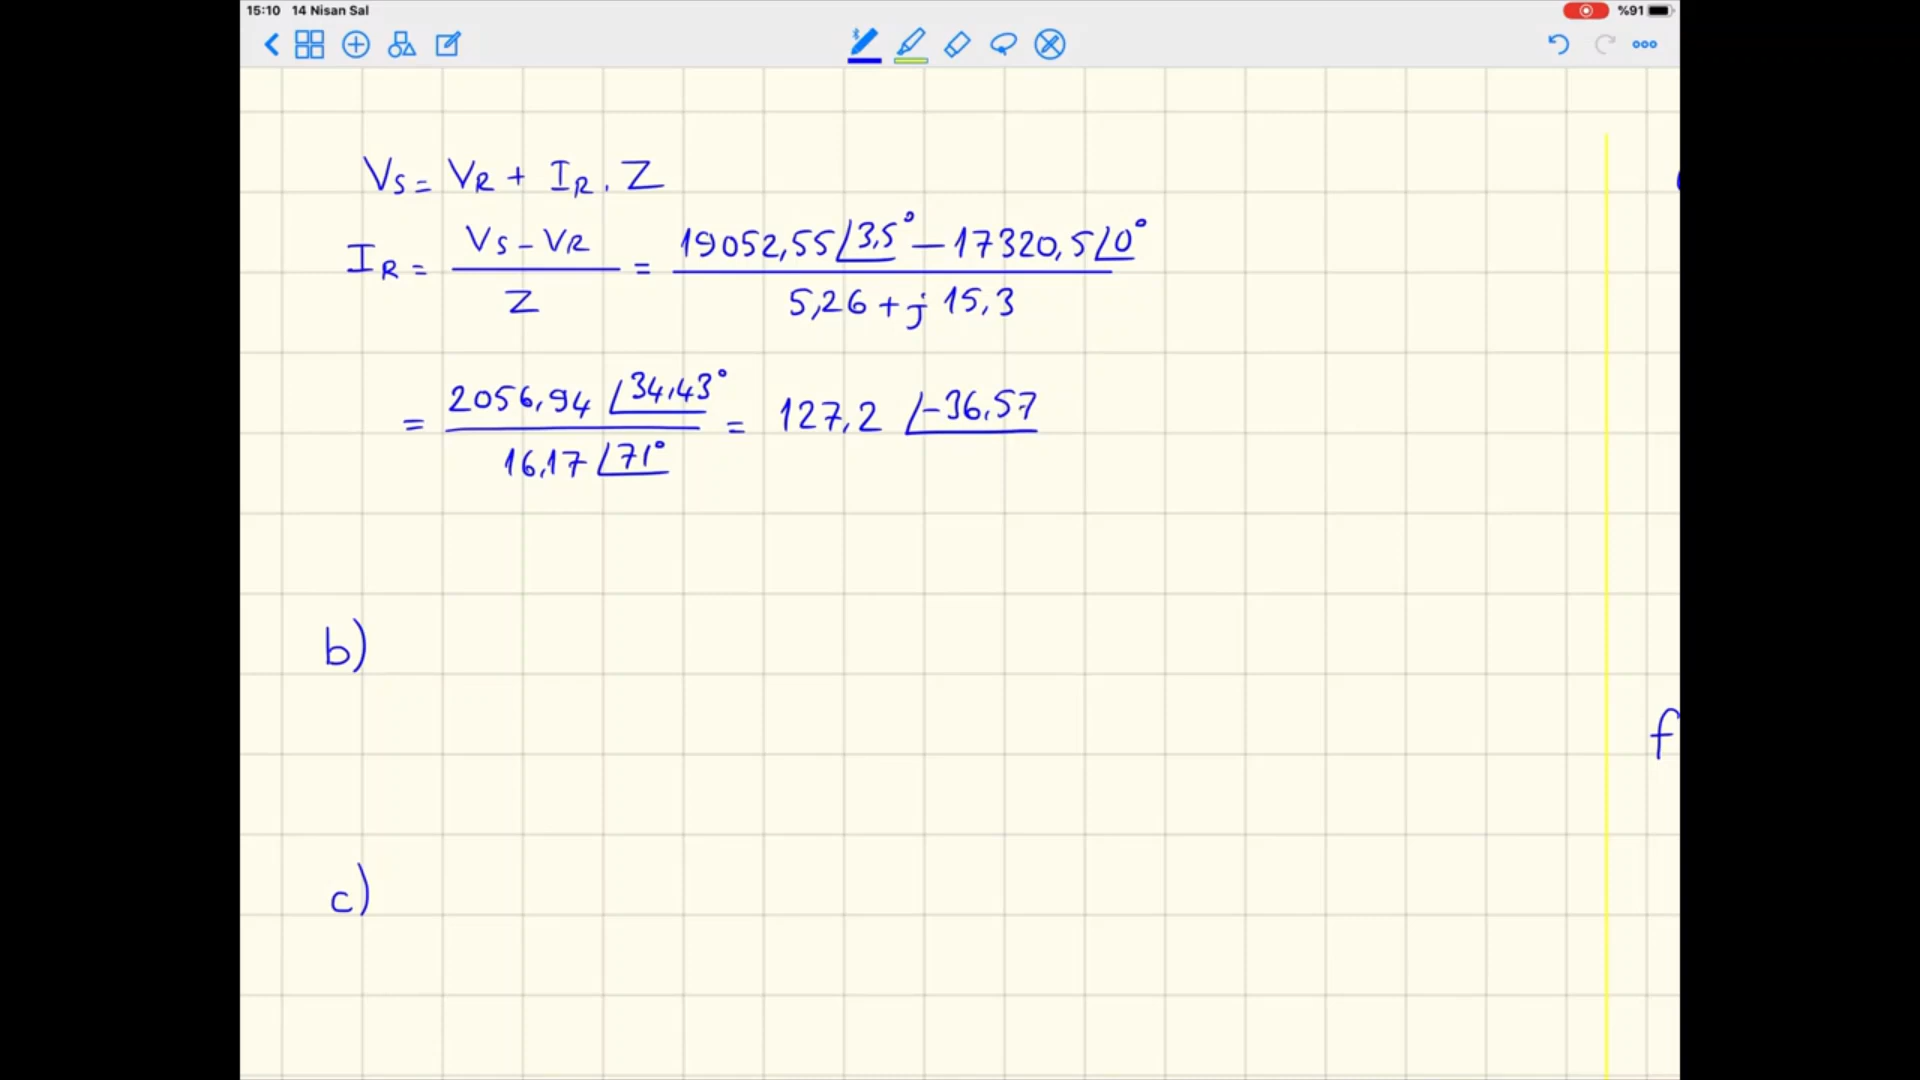 15:10 14 Nisan Sal %91
Vs = VR + IR . Z
IR = Vs - VR / Z = 19052,55∠3,5° - 17320,5∠0° / 5,26 + j 15,3
= 2056,94 ∠34,43° / 16,17 ∠71° = 127,2 ∠-36,57
b)
f
c)